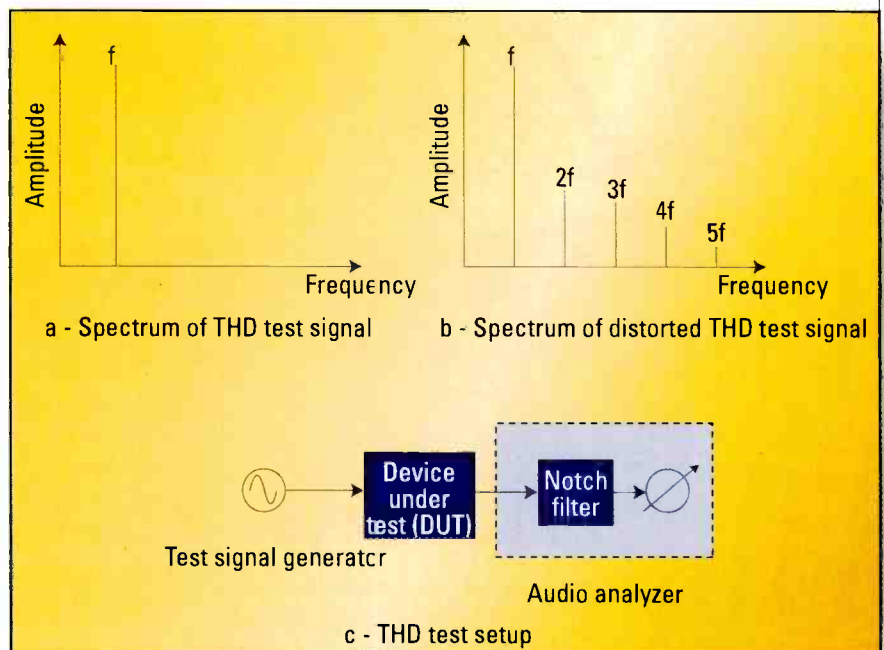 f
Amplitude
Frequency
a - Spectrum of THD test signal
f
2f
3f
4f
5f
Amplitude
Frequency
b - Spectrum of distorted THD test signal
Test signal generator
Device
under
test (DUT)
Notch
filter
Audio analyzer
c - THD test setup